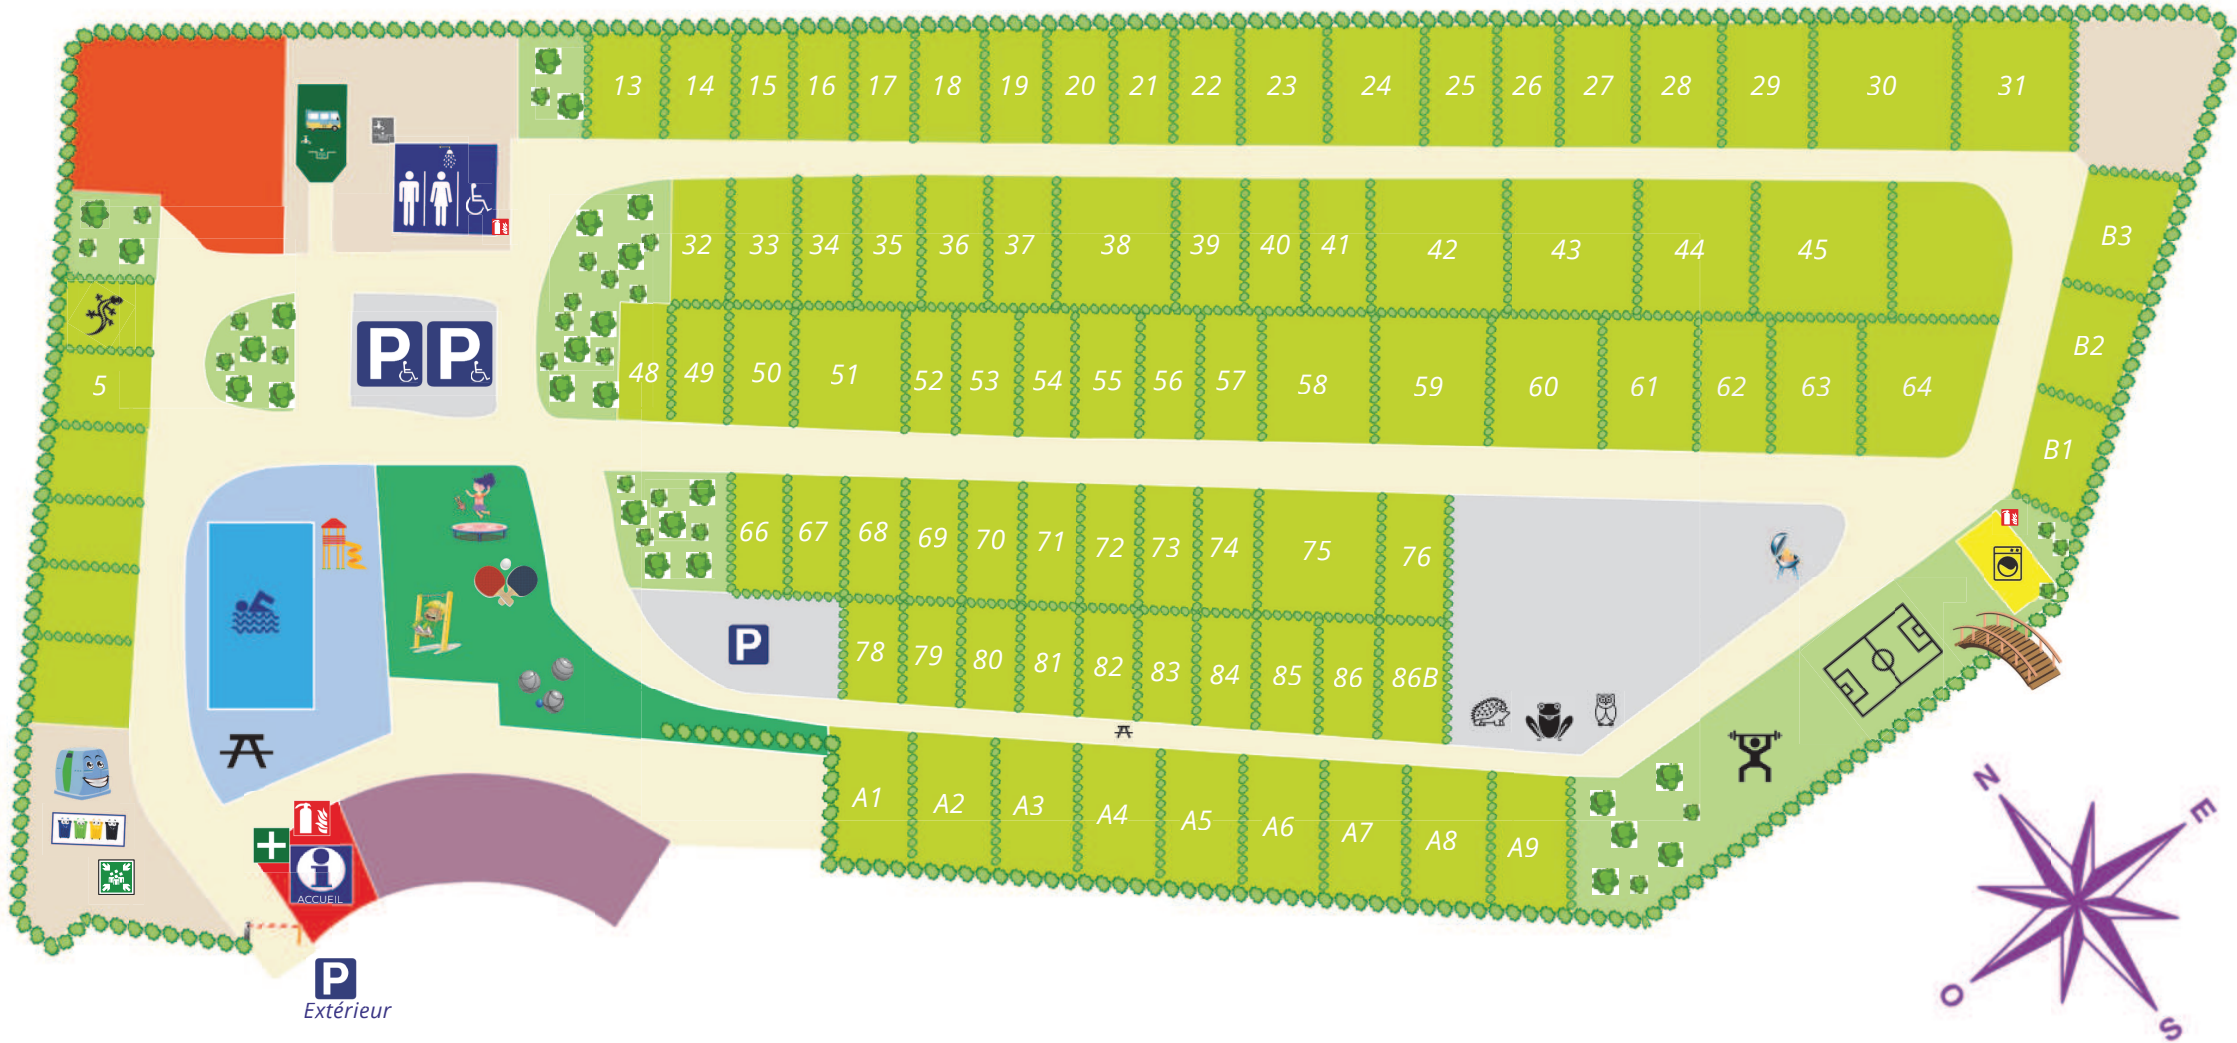 13 14 15 16 17 18 19 20 21 22 23 24 25 26 27 28 29 30 31
32 33 34 35 36 37 38 39 40 41 42 43 44 45
B3
B2
B1
P P
5
48 49 50 51 52 53 54 55 56 57 58 59 60 61 62 63 64
66 67 68 69 70 71 72 73 74 75 76
P
78 79 80 81 82 83 84 85 86 86B
A1 A2 A3 A4 A5 A6 A7 A8 A9
i
ACCUEIL
P
Extérieur
N
E
O
S